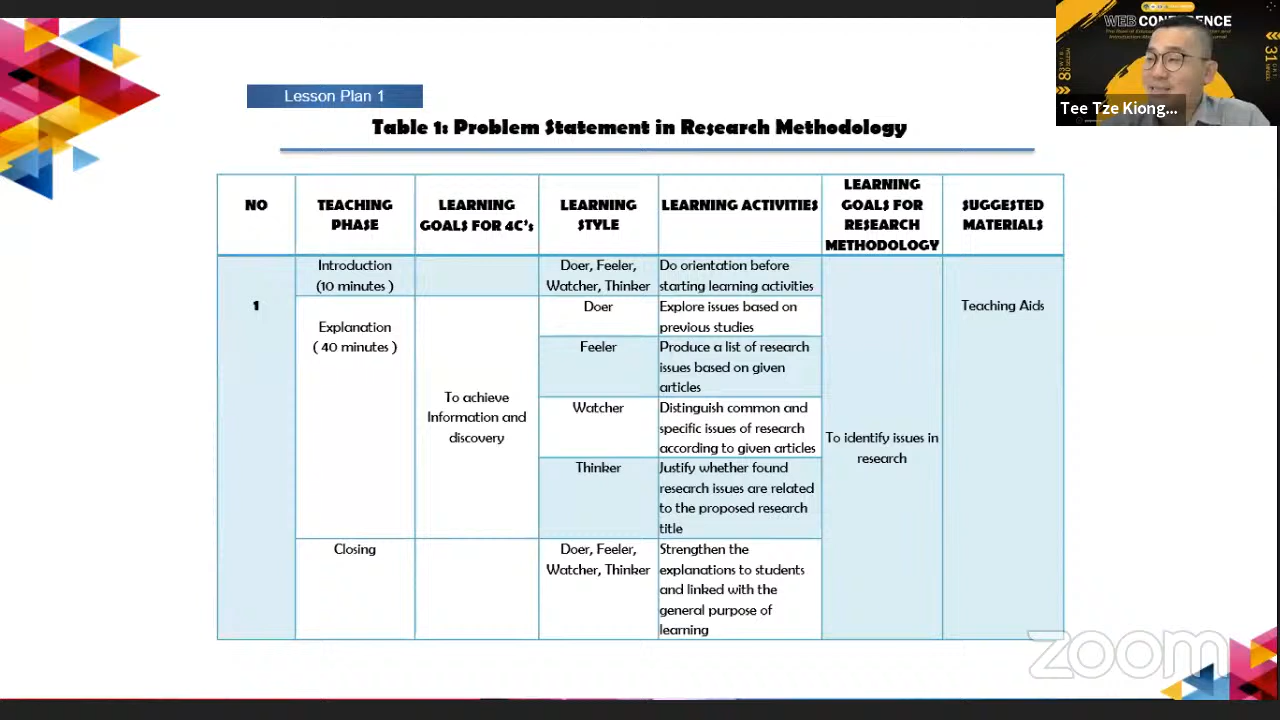 WEB CONFERENCE
Tee Tze Kiong...
Lesson Plan 1
Table 1: Problem Statement in Research Methodology
NO
TEACHING
PHASE
LEARNING
GOALS FOR 4C's
LEARNING
STYLE
LEARNING ACTIVITIES
LEARNING
GOALS FOR
RESEARCH
METHODOLOGY
SUGGESTED
MATERIALS
1
Introduction
(10 minutes )
Doer, Feeler,
Watcher, Thinker
Do orientation before
starting learning activities
Explanation
( 40 minutes )
To achieve
Information and
discovery
Doer
Explore issues based on
previous studies
Feeler
Produce a list of research
issues based on given
articles
Watcher
Distinguish common and
specific issues of research
according to given articles
Thinker
Justify whether found
research issues are related
to the proposed research
title
To identify issues in
research
Teaching Aids
Closing
Doer, Feeler,
Watcher, Thinker
Strengthen the
explanations to students
and linked with the
general purpose of
learning
zoom